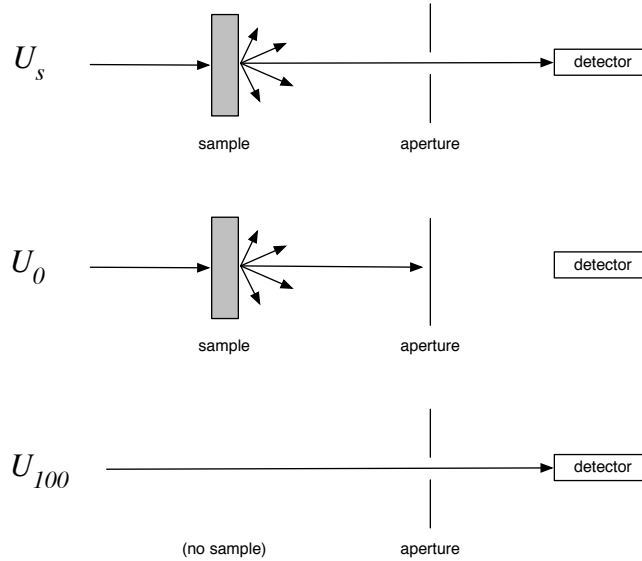 U_s
detector
sample aperture
U_0
detector
sample aperture
U_100
detector
(no sample) aperture